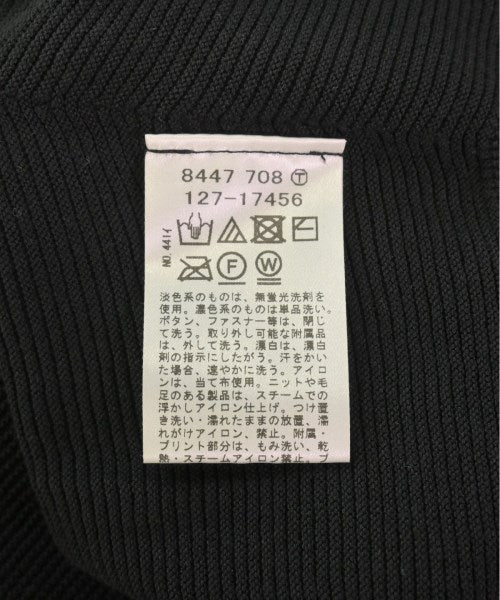 8447 708 Ⓣ
127-17456
NO.441イ
F W
淡色系のものは、無蛍光洗剤を
使用。濃色系のものは単品洗い。
ボタン、ファスナー等は、閉じ
て洗う。取り外し可能な附属品
は、外して洗う。漂白は、漂白
剤の指示にしたがう。汗をかい
た場合、速やかに洗う。アイロ
ンは、当て布使用。ニットや毛
足のある製品は、スチームでの
浮かしアイロン仕上げ。つけ置
き洗い・濡れたままの放置、濡
れがけアイロン、禁止。附属・
プリント部分は、もみ洗い、乾
熱・スチームアイロン禁止。プ